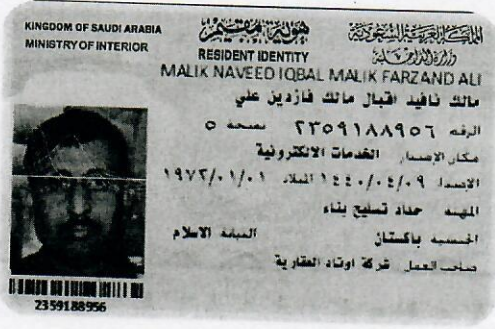 KINGDOM OF SAUDI ARABIA
MINISTRY OF INTERIOR
هوية مقيم
RESIDENT IDENTITY
المملكة العربية السعودية
وزارة الداخلية
MALIK NAVEED IQBAL MALIK FARZAND ALI
مالك نافيد اقبال مالك فازدين علي
الرقم ٢٣٥٩١٨٨٩٥٦ نسخة ٥
مكان الإصدار الخدمات الالكترونية
الإصدار ١٤٤٠/٠٤/٠٩ الميلاد ١٩٧٢/٠١/٠١
المهنة حداد تسليح بناء
الجنسية باكستان الديانة الاسلام
صاحب العمل شركة اوتاد العقارية
2359188956